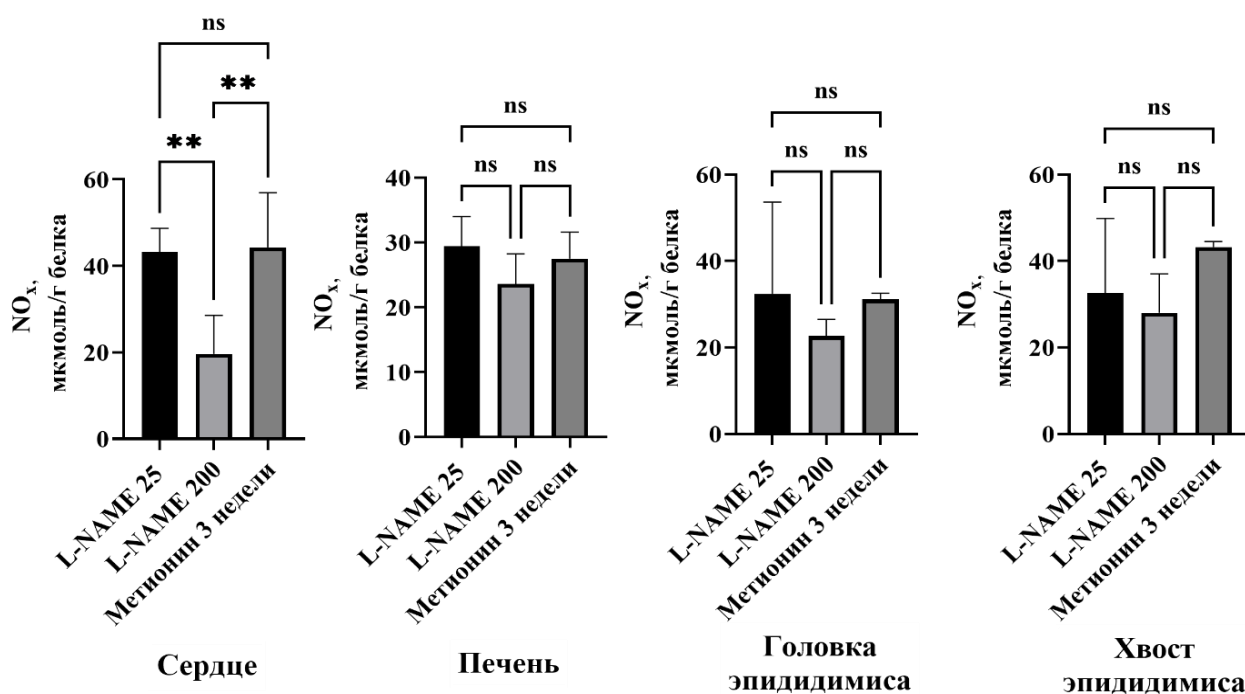 ns
**
**
NOx,
мкмоль/г белка
60
40
20
0
L-NAME 25
L-NAME 200
Метионин 3 недели
Сердце
ns
ns
ns
NOx,
мкмоль/г белка
40
30
20
10
0
L-NAME 25
L-NAME 200
Метионин 3 недели
Печень
ns
ns
ns
NOx,
мкмоль/г белка
60
40
20
0
L-NAME 25
L-NAME 200
Метионин 3 недели
Головка
эпидидимиса
ns
ns
ns
NOx,
мкмоль/г белка
60
40
20
0
L-NAME 25
L-NAME 200
Метионин 3 недели
Хвост
эпидидимиса